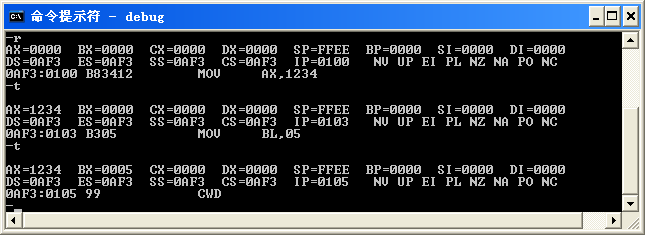 命令提示符 - debug
-r
AX=0000  BX=0000  CX=0000  DX=0000  SP=FFEE  BP=0000  SI=0000  DI=0000
DS=0AF3  ES=0AF3  SS=0AF3  CS=0AF3  IP=0100   NV UP EI PL NZ NA PO NC
0AF3:0100 B83412        MOV     AX,1234
-t
AX=1234  BX=0000  CX=0000  DX=0000  SP=FFEE  BP=0000  SI=0000  DI=0000
DS=0AF3  ES=0AF3  SS=0AF3  CS=0AF3  IP=0103   NV UP EI PL NZ NA PO NC
0AF3:0103 B305          MOV     BL,05
-t
AX=1234  BX=0005  CX=0000  DX=0000  SP=FFEE  BP=0000  SI=0000  DI=0000
DS=0AF3  ES=0AF3  SS=0AF3  CS=0AF3  IP=0105   NV UP EI PL NZ NA PO NC
0AF3:0105 99            CWD
-